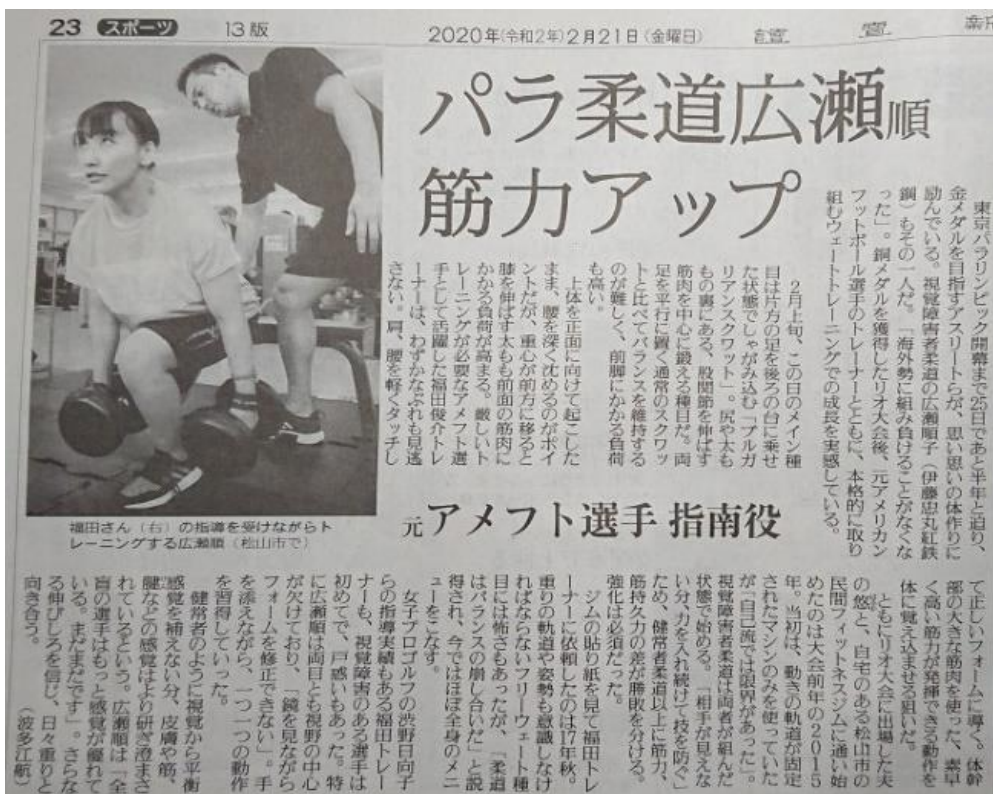 23 スポーツ 13版 2020年(令和2年)2月21日(金曜日) 讀 賣 新
パラ柔道広瀬順
筋力アップ
元アメフト選手 指南役
東京パラリンピック開幕まで25日であと半年と迫り、
金メダルを目指すアスリートらが、思い思いの体作りに
励んでいる。視覚障害者柔道の広瀬順子(伊藤忠丸紅鉄
鋼)もその一人だ。「海外勢に組み負けることがなくな
った」。銅メダルを獲得したリオ大会後、元アメリカン
フットボール選手のトレーナーとともに、本格的に取り
組むウェートトレーニングでの成長を実感している。
2月上旬、この日のメイン種
目は片方の足を後ろの台に乗せ
た状態でしゃがみ込む「ブルガ
リアンスクワット」。尻や太も
もの裏にある、股関節を伸ばす
筋肉を中心に鍛える種目だ。両
足を平行に置く通常のスクワッ
トと比べてバランスを維持する
のが難しく、前脚にかかる負荷
も高い。
上体を正面に向けて起こした
まま、腰を深く沈めるのがポイ
ントだが、重心が前方に移ると
膝を伸ばす太もも前面の筋肉に
かかる負荷が高まる。厳しいト
レーニングが必要なアメフト選
手として活躍した福田俊介トレ
ーナーは、わずかなぶれも見逃
さない。肩、腰を軽くタッチし
て正しいフォームに導く。体幹
部の大きな筋肉を使った、素早
く高い筋力が発揮できる動作を
体に覚え込ませる狙いだ。
ともにリオ大会に出場した夫
の悠と、自宅のある松山市の
民間フィットネスジムに通い始
めたのは大会前年の2015
年。当初は、動きの軌道が固定
されたマシンのみを使っていた
が「自己流では限界があった」。
視覚障害者柔道は両者が組んだ
状態で始める。「相手が見えな
い分、力を入れ続けて技を防ぐ」
ため、健常者柔道以上に筋力、
筋持久力の差が勝敗を分ける。
強化は必須だった。
ジムの貼り紙を見て福田トレ
ーナーに依頼したのは17年秋。
重りの軌道や姿勢も意識しなけ
ればならないフリーウェート種
目には怖さもあったが、「柔道
はバランスの崩し合いだ」と説
得され、今ではほぼ全身のメニ
ューをこなす。
女子プロゴルフの渋野日向子
らの指導実績もある福田トレー
ナーも、視覚障害のある選手は
初めてで、戸惑いもあった。特
に広瀬順は両目とも視野の中心
が欠けており、「鏡を見ながら
フォームを修正できない」。手
を添えながら、一つ一つの動作
を習得していった。
健常者のように視覚から平衡
感覚を補えない分、皮膚や筋、
腱などの感覚はより研ぎ澄まさ
れているという。広瀬順は「全
盲の選手はもっと感覚が優れて
いる。まだまだです」。さらな
る伸びしろを信じ、日々重りと
向き合う。 (波多江航)
福田さん(右)の指導を受けながらト
レーニングする広瀬順(松山市で)